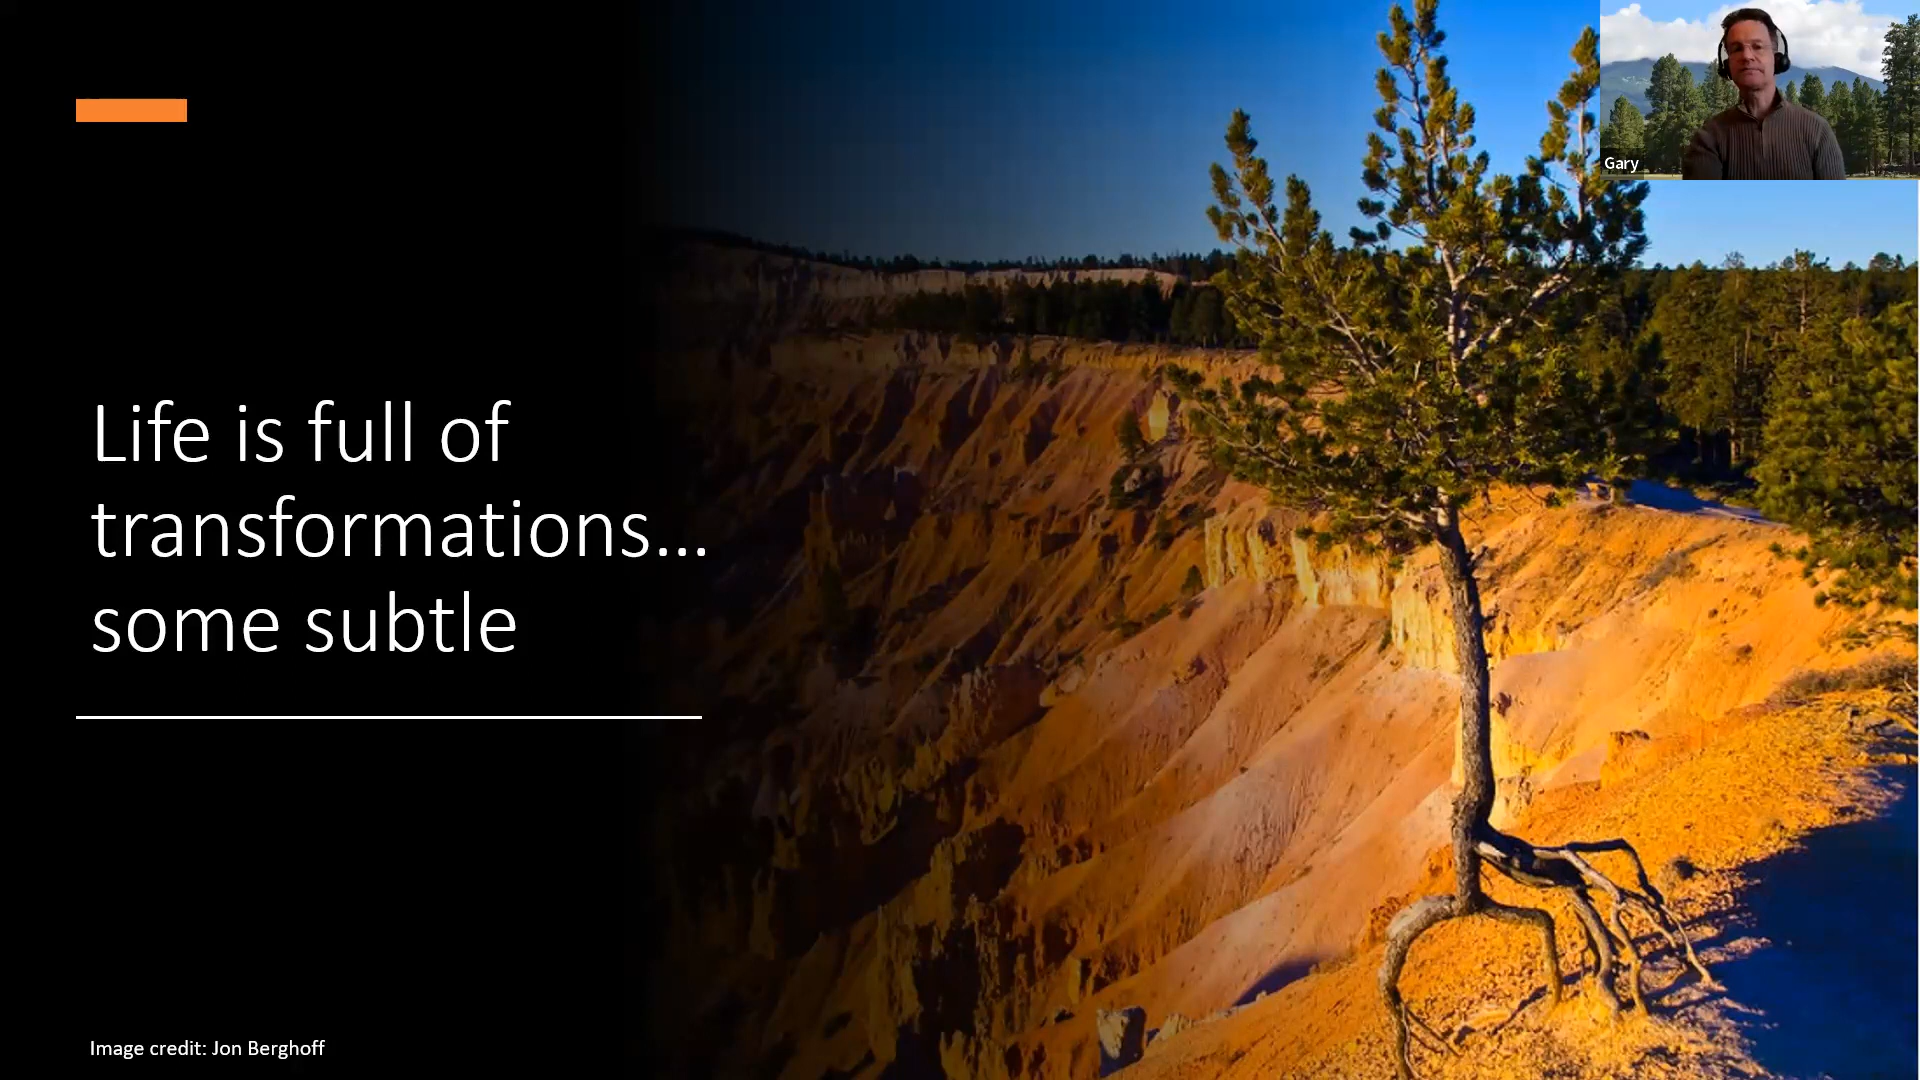 Gary
Life is full of
transformations...
some subtle
Image credit: Jon Berghoff